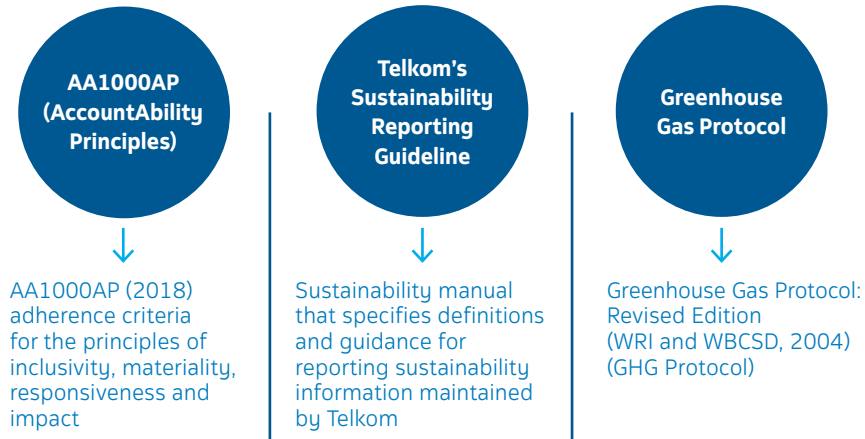 AA1000AP
(AccountAbility
Principles)
Telkom's
Sustainability
Reporting
Guideline
Greenhouse
Gas Protocol
AA1000AP (2018)
adherence criteria
for the principles of
inclusivity, materiality,
responsiveness and
impact
Sustainability manual
that specifies definitions
and guidance for
reporting sustainability
information maintained
by Telkom
Greenhouse Gas Protocol:
Revised Edition
(WRI and WBCSD, 2004)
(GHG Protocol)